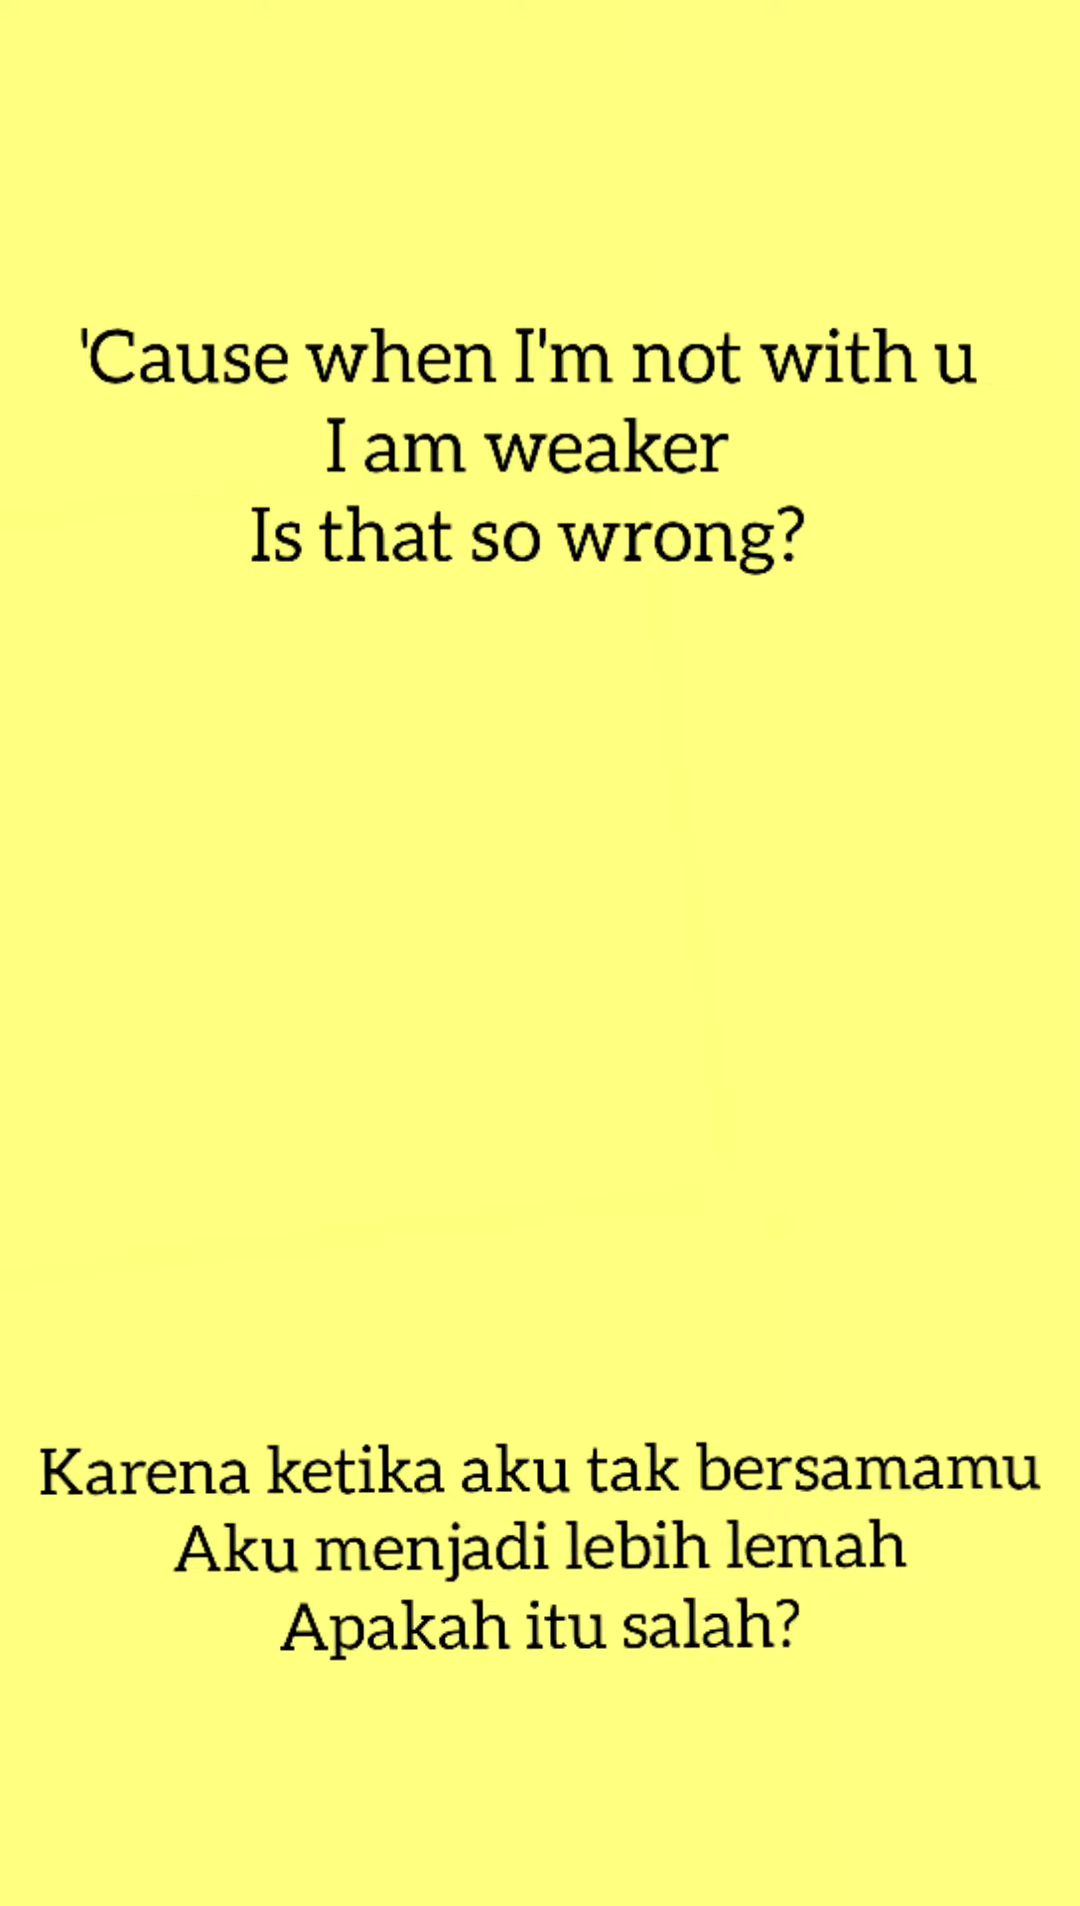 'Cause when I'm not with u
I am weaker
Is that so wrong?
Karena ketika aku tak bersamamu
Aku menjadi lebih lemah
Apakah itu salah?